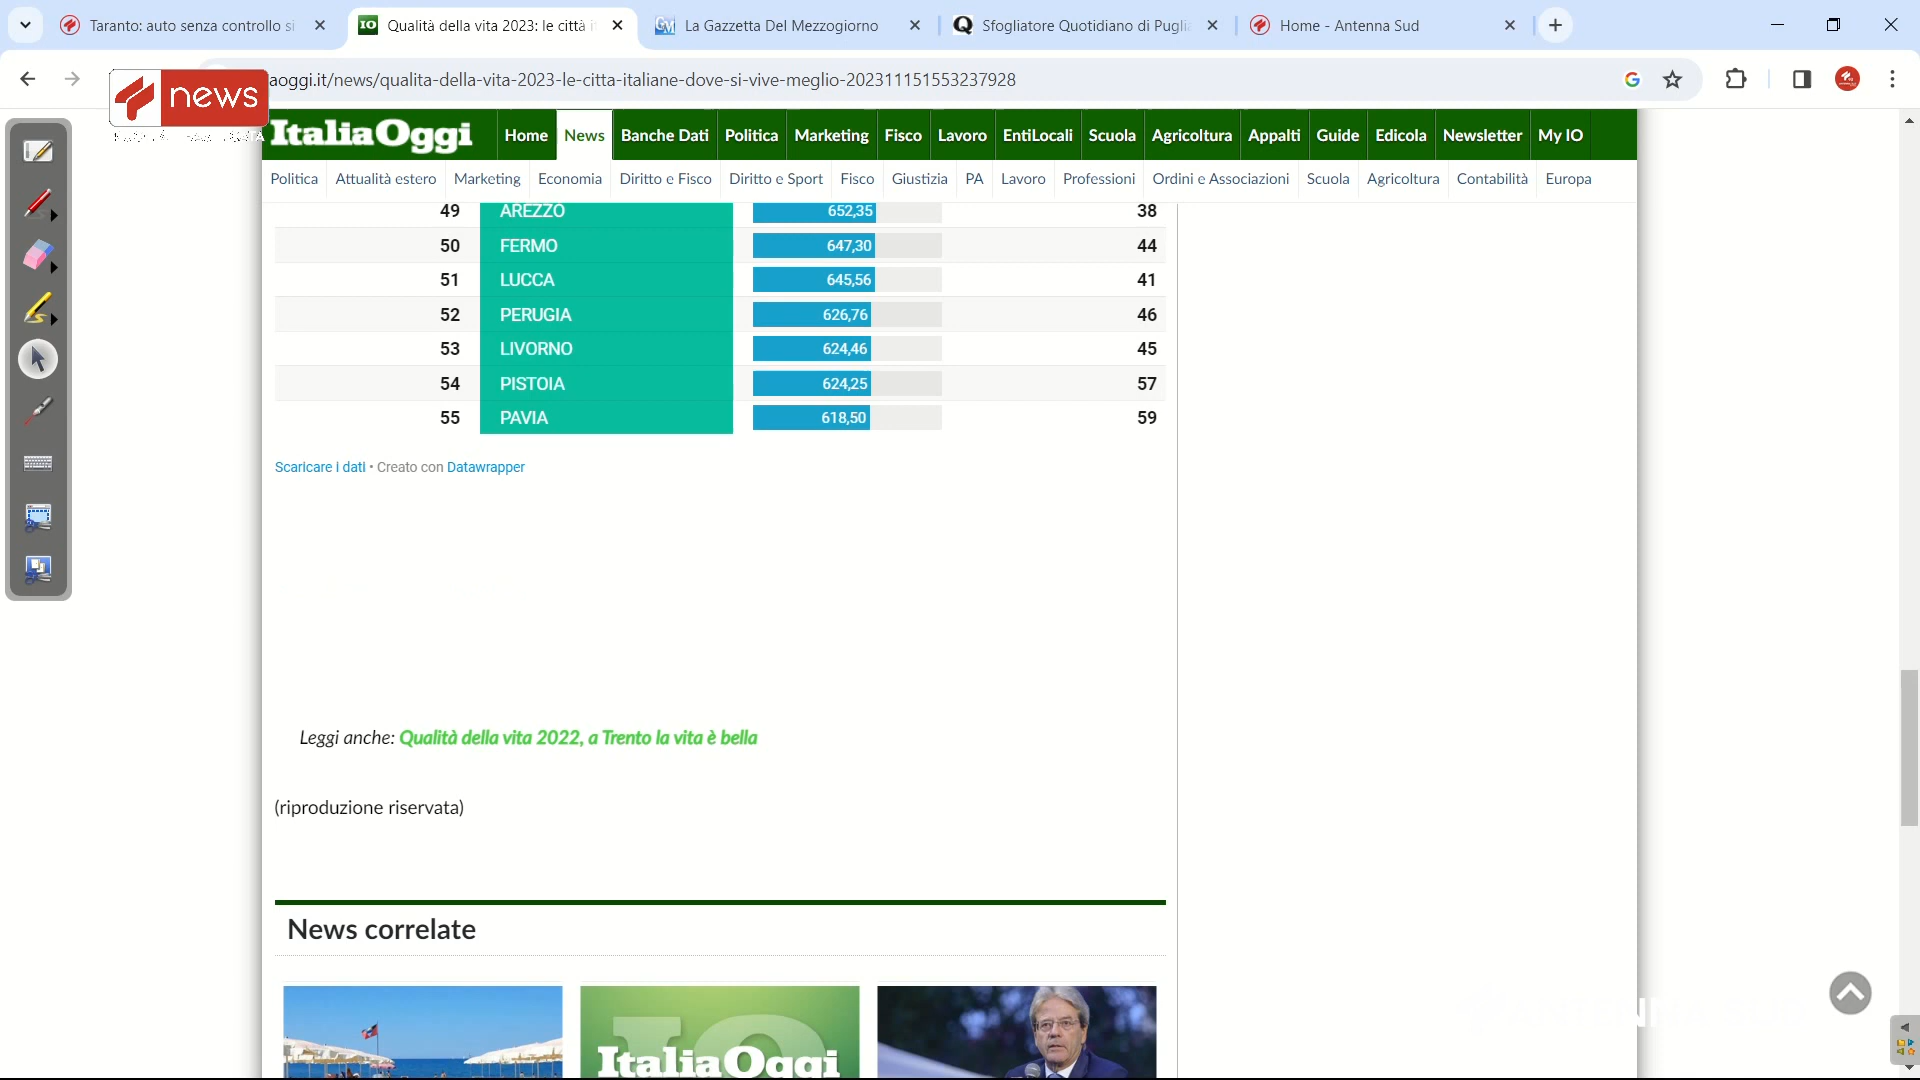 Taranto: auto senza controllo si
Qualità della vita 2023: le città i
La Gazzetta Del Mezzogiorno
Sfogliatore Quotidiano di Pugli
Home - Antenna Sud
aoggi.it/news/qualita-della-vita-2023-le-citta-italiane-dove-si-vive-meglio-202311151553237928
news
ItaliaOggi
Home News Banche Dati Politica Marketing Fisco Lavoro EntiLocali Scuola Agricoltura Appalti Guide Edicola Newsletter My IO
Politica Attualità estero Marketing Economia Diritto e Fisco Diritto e Sport Fisco Giustizia PA Lavoro Professioni Ordini e Associazioni Scuola Agricoltura Contabilità Europa
49 AREZZO 652,35 38
50 FERMO 647,30 44
51 LUCCA 645,56 41
52 PERUGIA 626,76 46
53 LIVORNO 624,46 45
54 PISTOIA 624,25 57
55 PAVIA 618,50 59
Scaricare i dati • Creato con Datawrapper
Leggi anche: Qualità della vita 2022, a Trento la vita è bella
(riproduzione riservata)
News correlate
ItaliaOggi